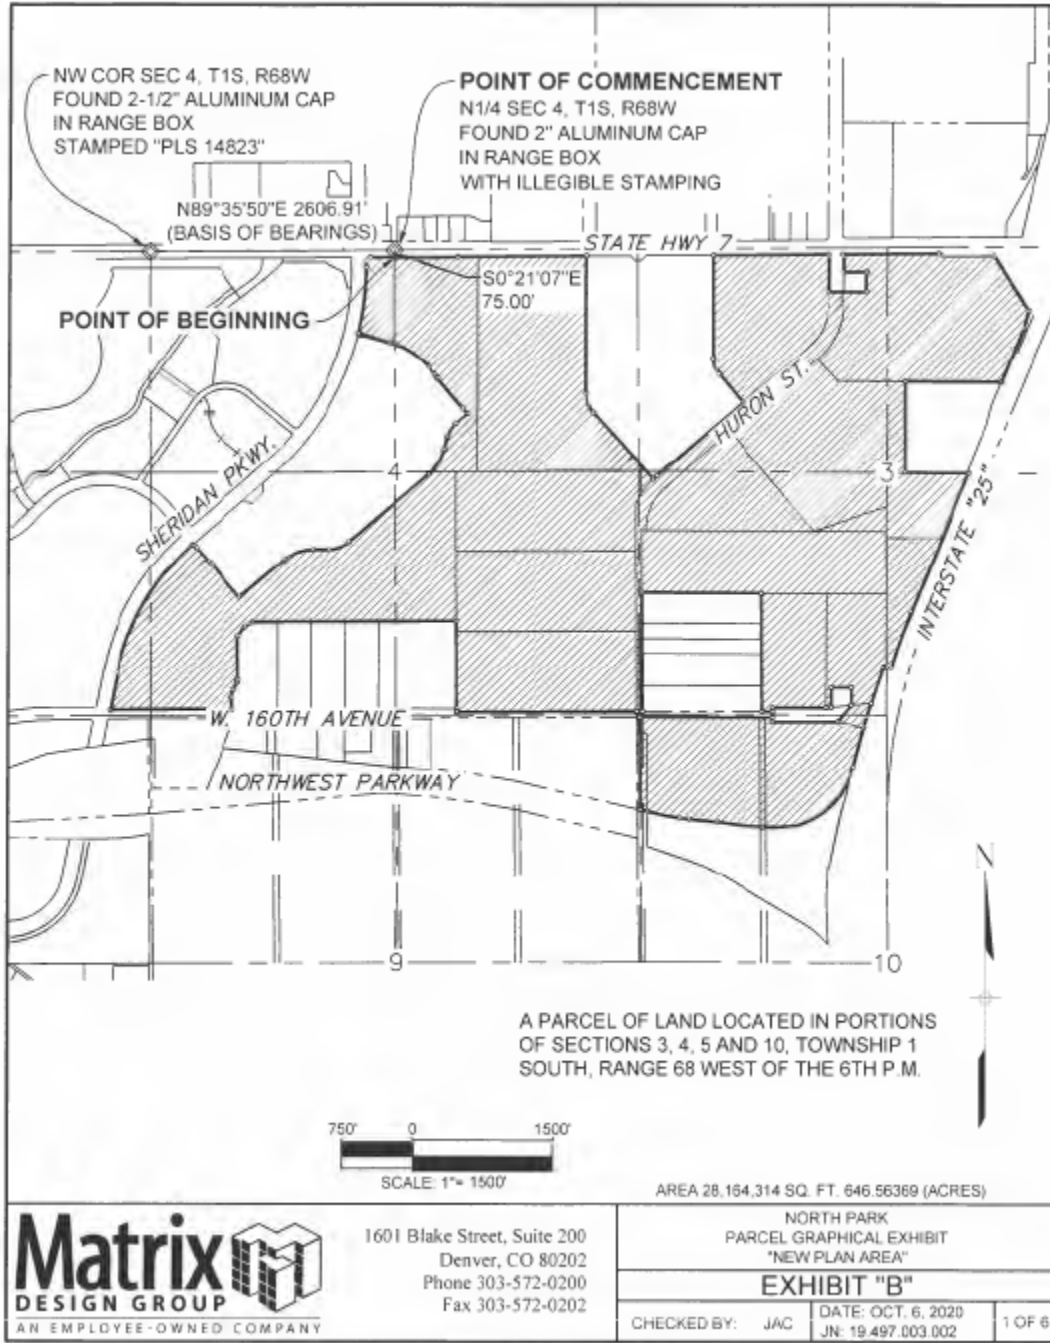 NW COR SEC 4, T1S, R68W
FOUND 2-1/2" ALUMINUM CAP
IN RANGE BOX
STAMPED "PLS 14823"
POINT OF COMMENCEMENT
N1/4 SEC 4, T1S, R68W
FOUND 2" ALUMINUM CAP
IN RANGE BOX
WITH ILLEGIBLE STAMPING
N89°35'50"E 2606.91'
(BASIS OF BEARINGS)
STATE HWY 7
S0°21'07"E
75.00'
POINT OF BEGINNING
HURON ST.
SHERIDAN PKWY.
4
3
INTERSTATE "25"
W. 160TH AVENUE
NORTHWEST PARKWAY
N
9
10
A PARCEL OF LAND LOCATED IN PORTIONS
OF SECTIONS 3, 4, 5 AND 10, TOWNSHIP 1
SOUTH, RANGE 68 WEST OF THE 6TH P.M.
750' 0 1500'
SCALE: 1"= 1500'
AREA 28,164,314 SQ. FT. 646.56369 (ACRES)
Matrix
DESIGN GROUP
AN EMPLOYEE-OWNED COMPANY
1601 Blake Street, Suite 200
Denver, CO 80202
Phone 303-572-0200
Fax 303-572-0202
NORTH PARK
PARCEL GRAPHICAL EXHIBIT
"NEW PLAN AREA"
EXHIBIT "B"
CHECKED BY: JAC
DATE: OCT. 6, 2020
JN: 19.497.003.002
1 OF 6